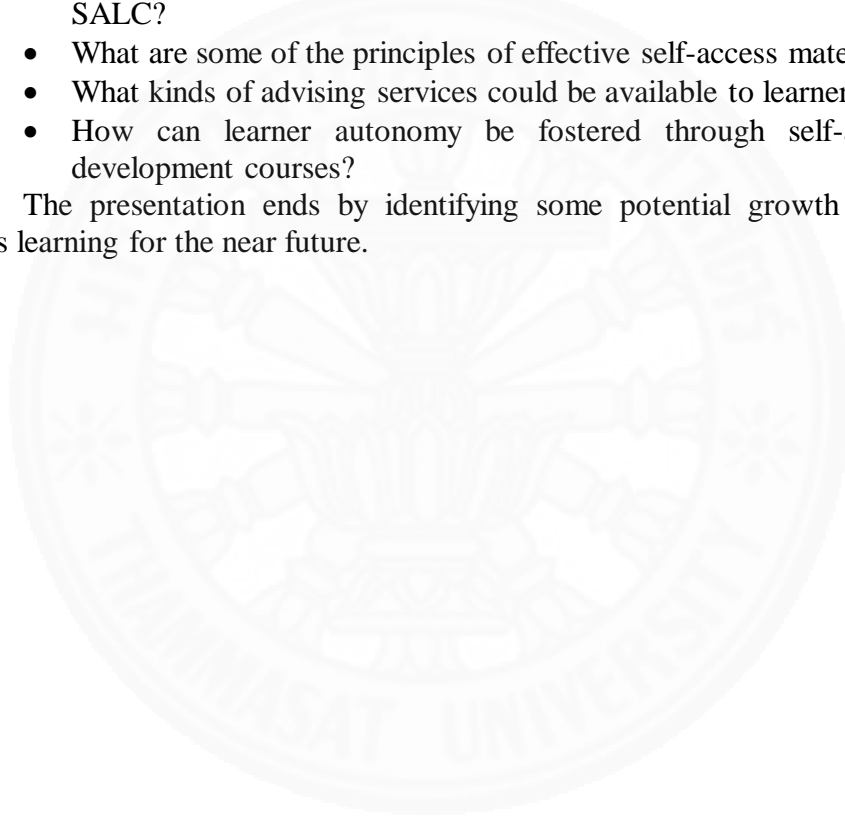 SALC?
• What are some of the principles of effective self-access mate
• What kinds of advising services could be available to learner
• How can learner autonomy be fostered through self-
development courses?
The presentation ends by identifying some potential growth
s learning for the near future.
THAMMASAT UNIVERSITY